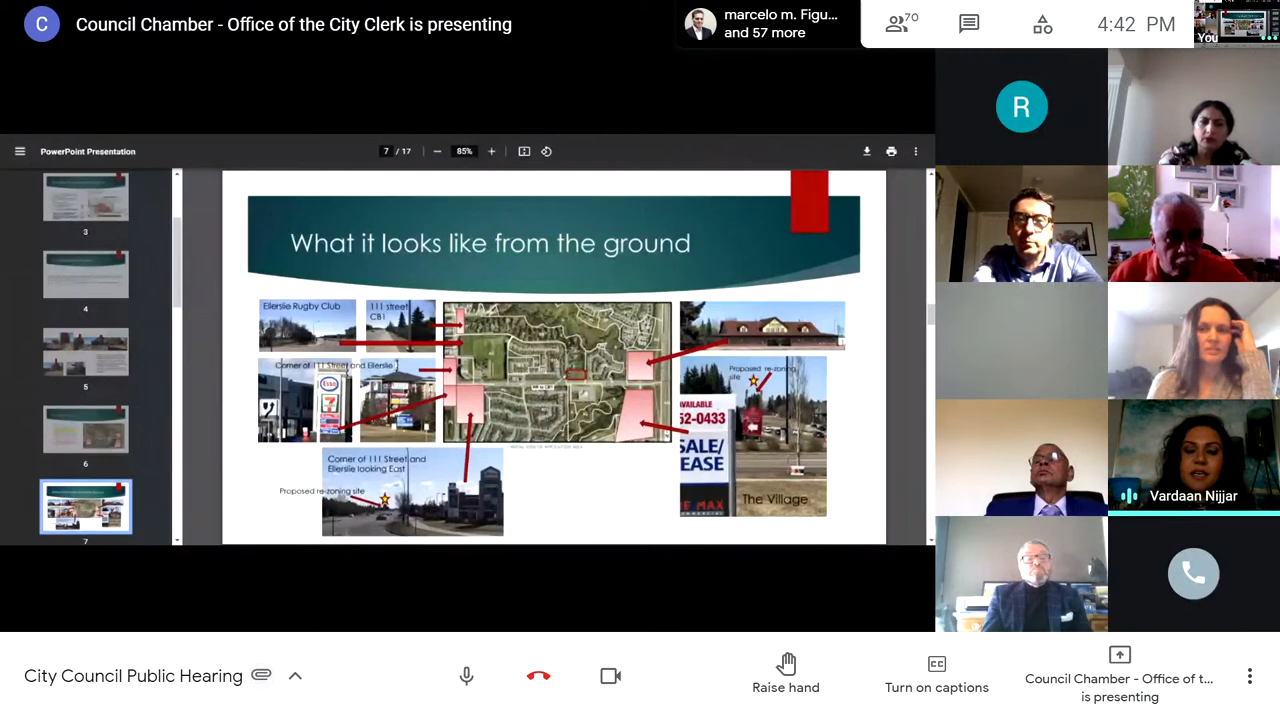 C
Council Chamber - Office of the City Clerk is presenting
marcelo m. Figu...
and 57 more
70
4:42 PM
You
R
PowerPoint Presentation
7 / 17
85%
3
4
5
6
7
What it looks like from the ground
Ellerslie Rugby Club
111 street
CB1
Corner of 111 Street and Ellerslie
Esso
7
Proposed re-zoning
site
AVAILABLE
52-0433
SALE/
EASE
RE MAX
The Village
Corner of 111 Street and
Ellerslie looking East
Proposed re-zoning site
Vardaan Nijjar
City Council Public Hearing
Raise hand
CC
Turn on captions
Council Chamber - Office of t...
is presenting